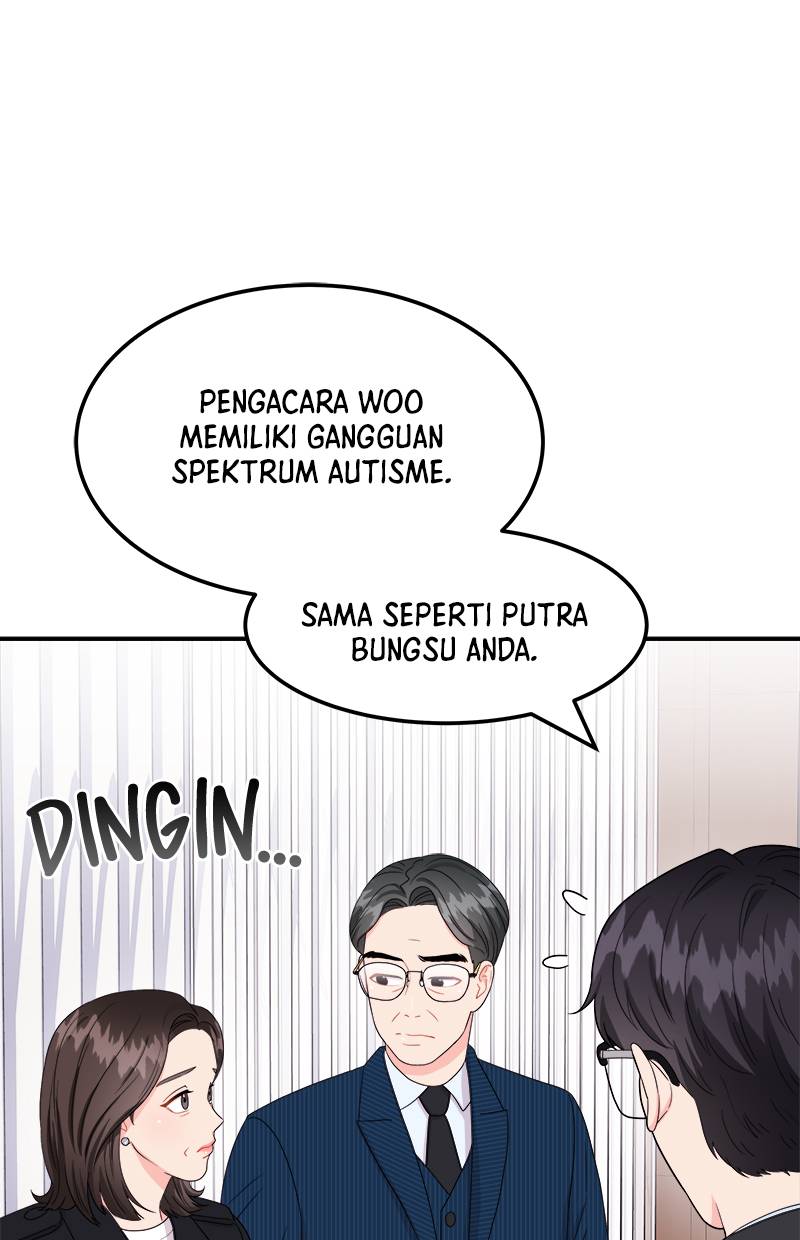 PENGACARA WOO
MEMILIKI GANGGUAN
SPEKTRUM AUTISME.
SAMA SEPERTI PUTRA
BUNGSU ANDA.
DINGIN...